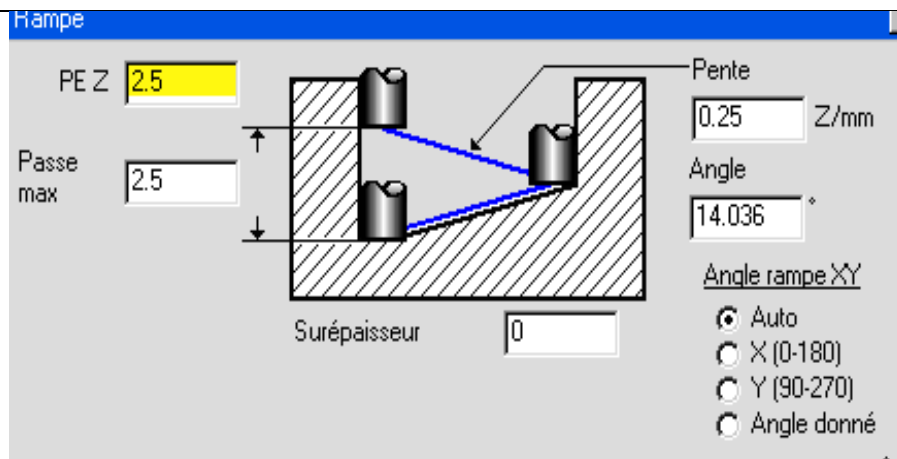 Rampe
PE Z 2.5
Passe
max 2.5
Surépaisseur 0
Pente
0.25 Z/mm
Angle
14.036 °
Angle rampe XY
Auto
X (0-180)
Y (90-270)
Angle donné